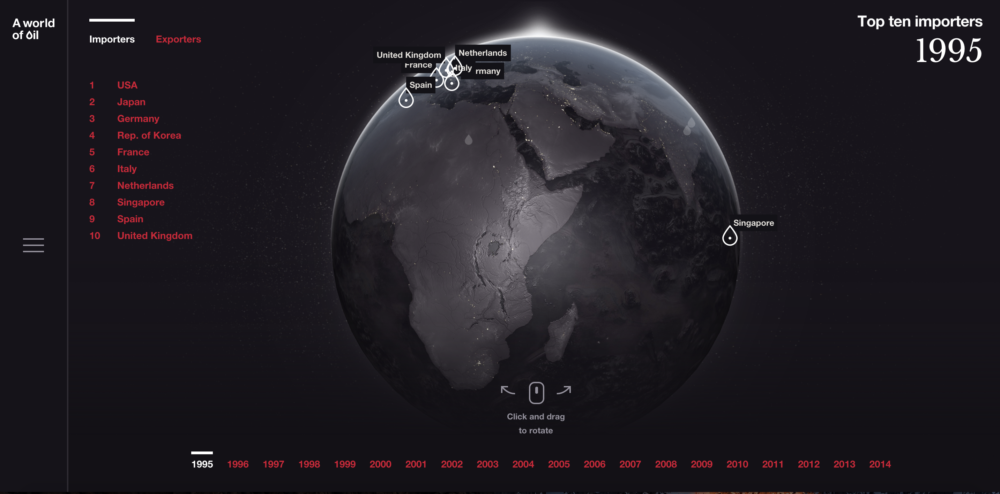 A world
of Oil
Importers
Exporters
Top ten importers
1995
1 USA
2 Japan
3 Germany
4 Rep. of Korea
5 France
6 Italy
7 Netherlands
8 Singapore
9 Spain
10 United Kingdom
United Kingdom
Netherlands
France
Italy
rmany
Spain
Singapore
Click and drag
to rotate
1995 1996 1997 1998 1999 2000 2001 2002 2003 2004 2005 2006 2007 2008 2009 2010 2011 2012 2013 2014